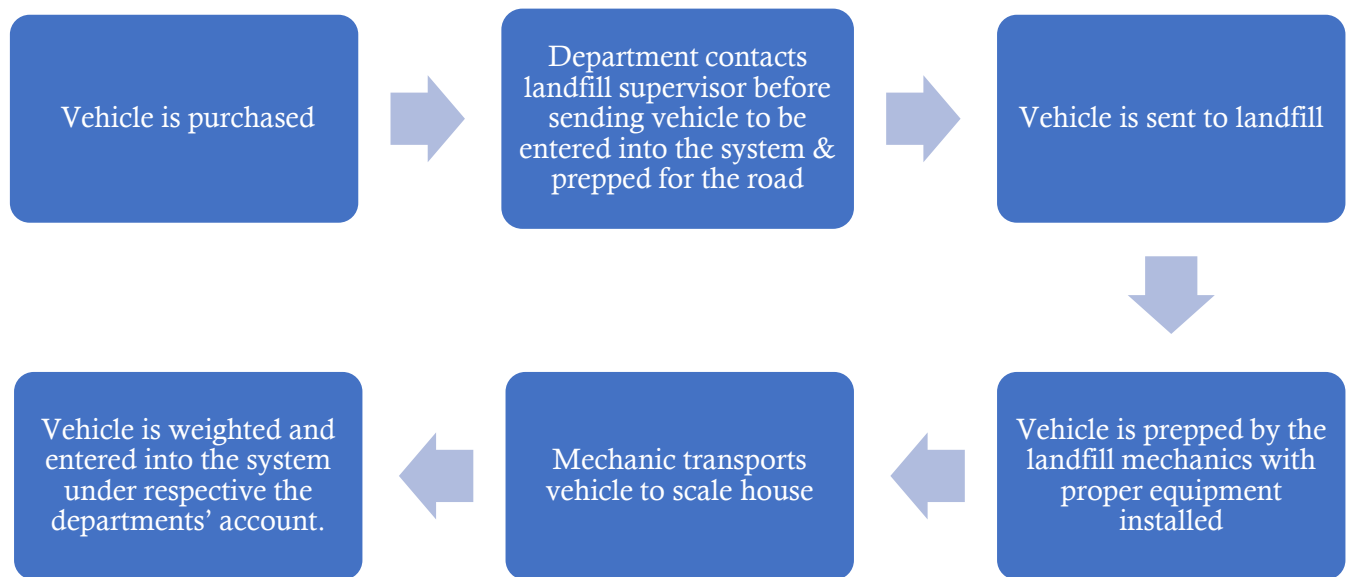 Vehicle is purchased
Department contacts
landfill supervisor before
sending vehicle to be
entered into the system &
prepped for the road
Vehicle is sent to landfill
Vehicle is prepped by the
landfill mechanics with
proper equipment
installed
Mechanic transports
vehicle to scale house
Vehicle is weighted and
entered into the system
under respective the
departments’ account.